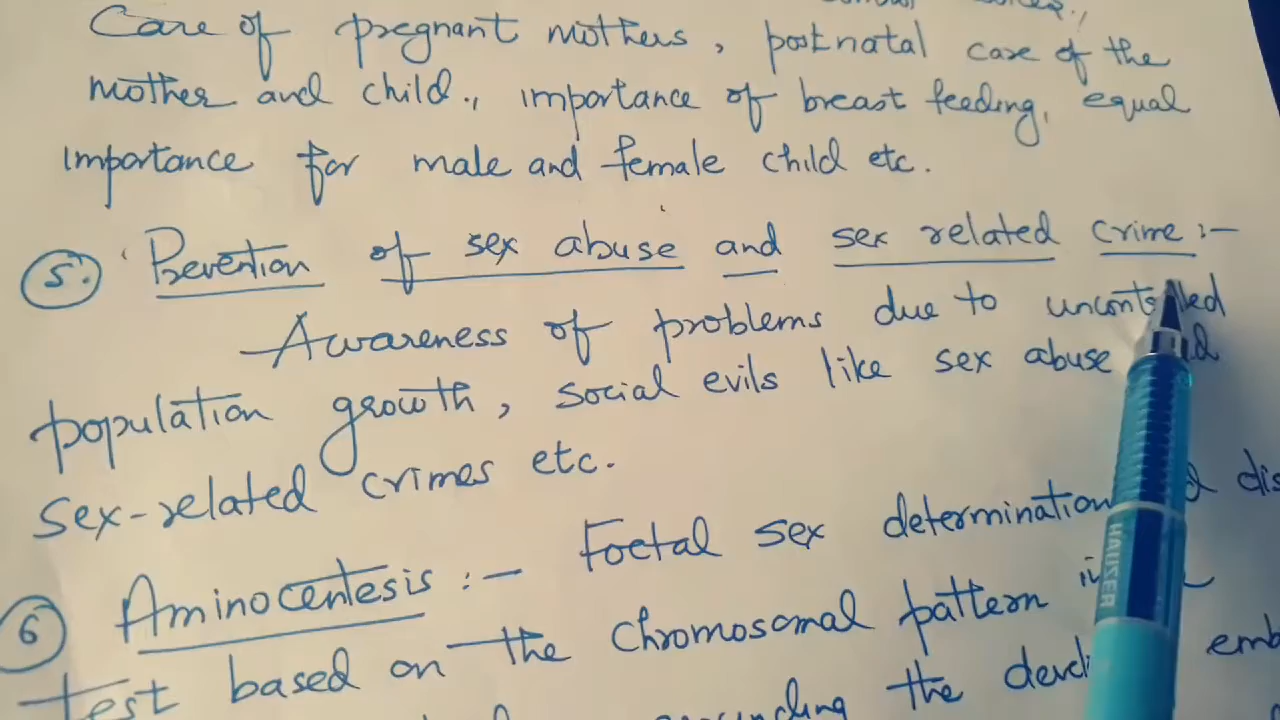 Care of pregnant mothers, postnatal care of the
mother and child., importance of breast feeding, equal
importance for male and female child etc.
5. Prevention of sex abuse and sex related crime :-
Awareness of problems due to uncontrolled
population growth, social evils like sex abuse
sex-related crimes etc.
6 Aminocentesis :- Foetal sex determination
test based on the chromosomal pattern
the
HAUSER